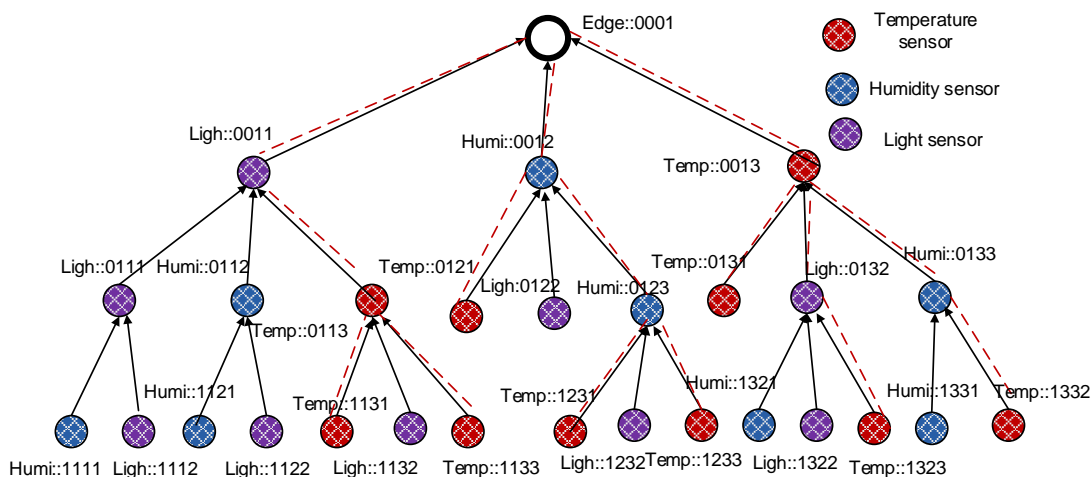 Edge::0001
Temperature
sensor
Humidity sensor
Light sensor
Ligh::0011
Humi::0012
Temp::0013
Ligh::0111
Humi::0112
Temp::0113
Temp::0121
Ligh:0122
Humi::0123
Temp::0131
Ligh::0132
Humi::0133
Humi::1111
Ligh::1112
Humi::1121
Ligh::1122
Temp::1131
Ligh::1132
Temp::1133
Temp::1231
Ligh::1232
Temp::1233
Humi::1321
Ligh::1322
Temp::1323
Humi::1331
Temp::1332